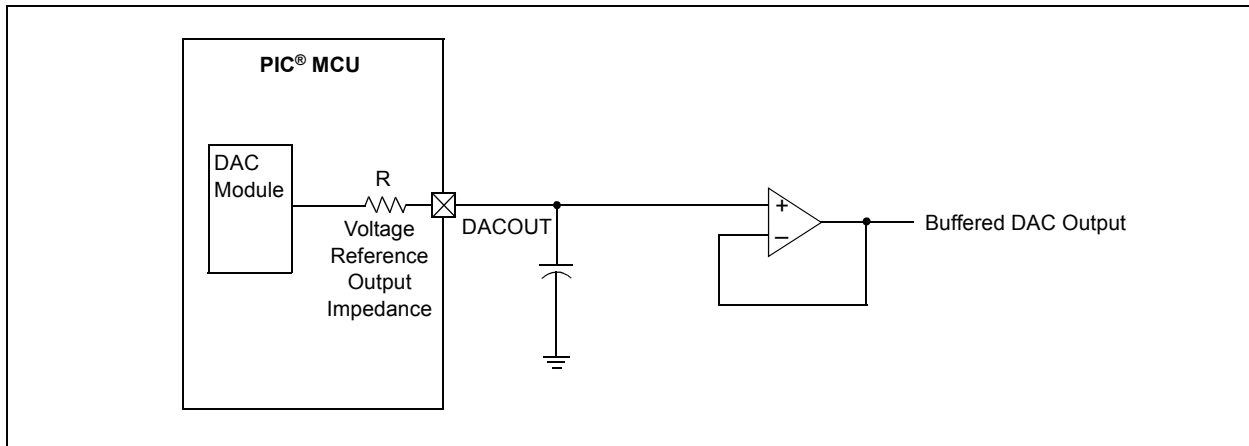 PIC® MCU
DAC
Module
R
Voltage
Reference
Output
Impedance
DACOUT
+
–
Buffered DAC Output